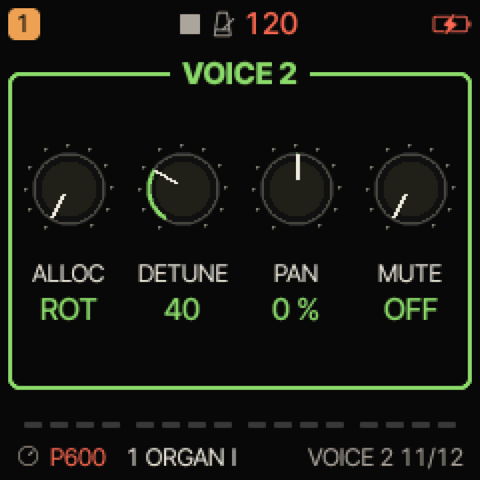 1 120
VOICE 2
ALLOC DETUNE PAN MUTE
ROT 40 0 % OFF
P600 1 ORGAN I VOICE 2 11/12